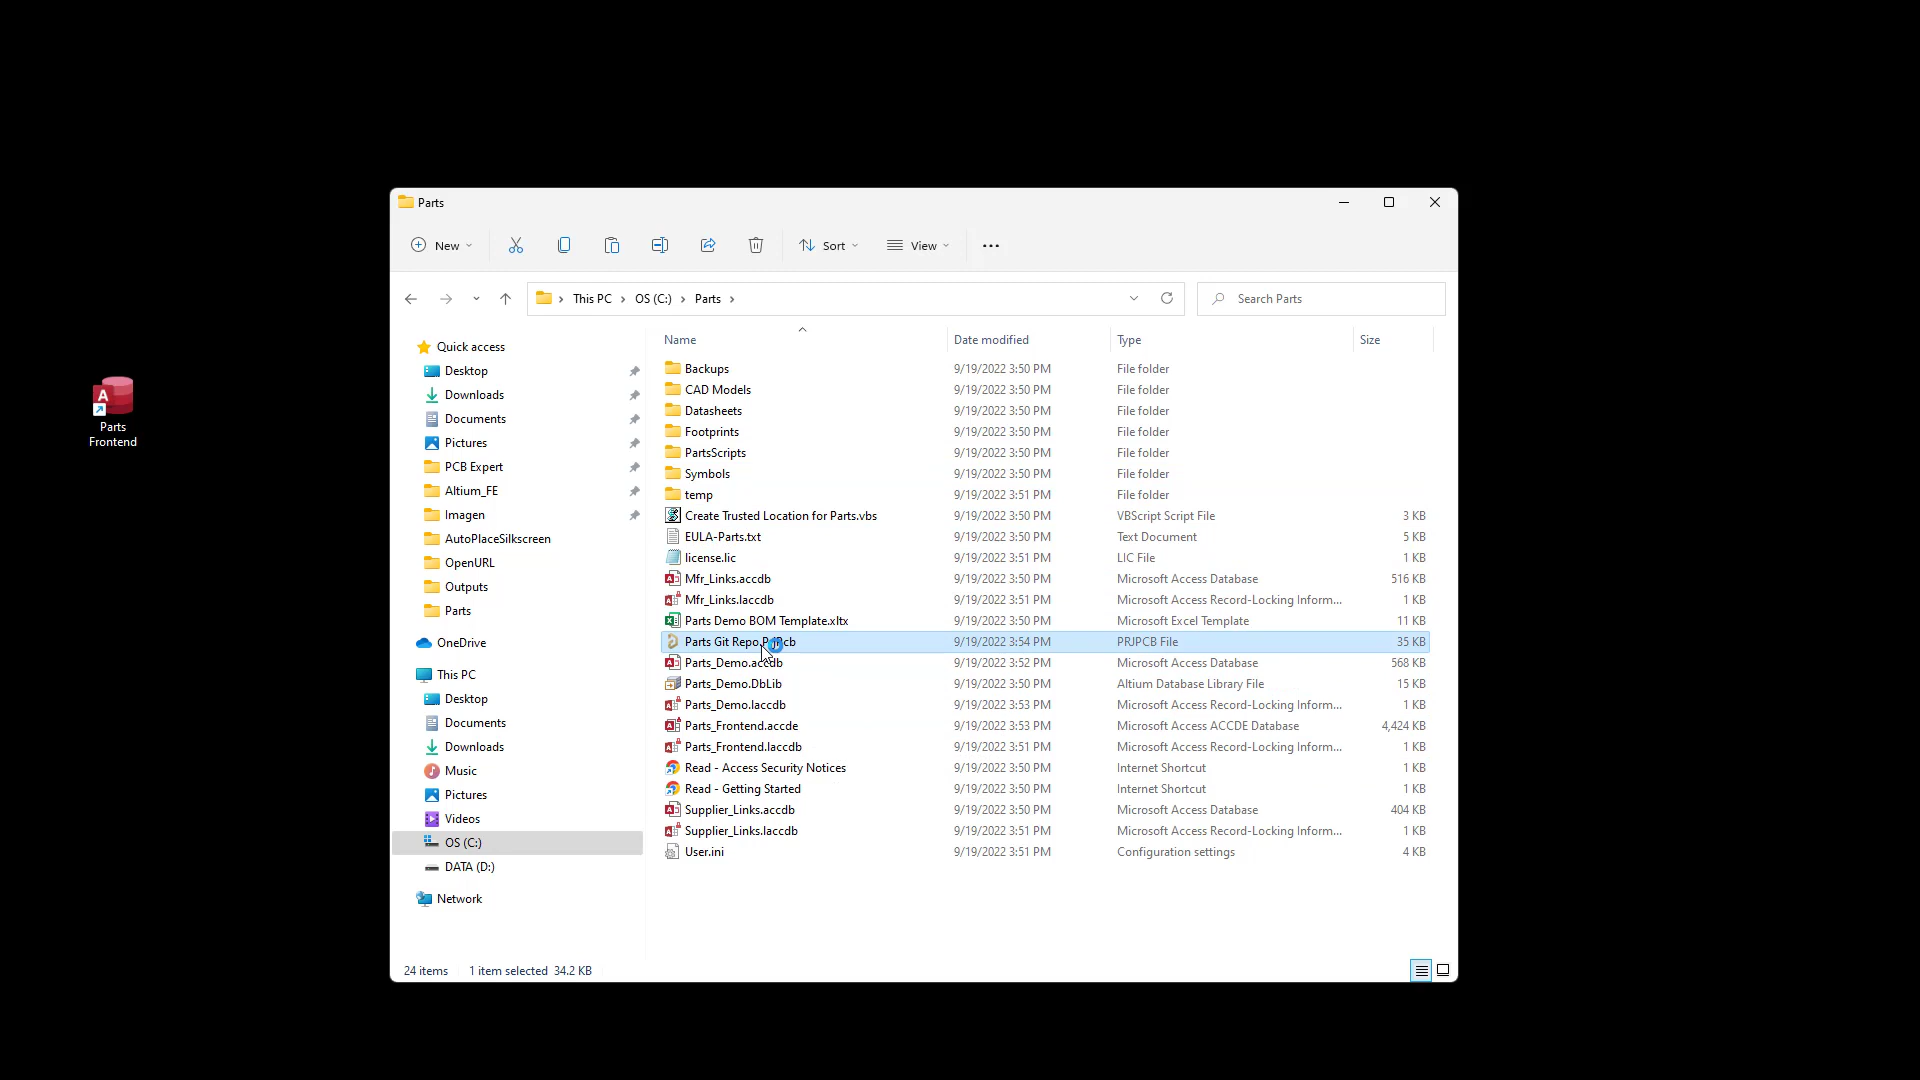 Parts
Frontend
Parts
New
Sort
View
This PC
OS (C:)
Parts
Search Parts
Quick access
Desktop
Downloads
Documents
Pictures
PCB Expert
Altium_FE
Imagen
AutoPlaceSilkscreen
OpenURL
Outputs
Parts
OneDrive
This PC
Desktop
Documents
Downloads
Music
Pictures
Videos
OS (C:)
DATA (D:)
Network
Name Date modified Type Size
Backups 9/19/2022 3:50 PM File folder
CAD Models 9/19/2022 3:50 PM File folder
Datasheets 9/19/2022 3:50 PM File folder
Footprints 9/19/2022 3:50 PM File folder
PartsScripts 9/19/2022 3:50 PM File folder
Symbols 9/19/2022 3:50 PM File folder
temp 9/19/2022 3:51 PM File folder
Create Trusted Location for Parts.vbs 9/19/2022 3:50 PM VBScript Script File 3 KB
EULA-Parts.txt 9/19/2022 3:50 PM Text Document 5 KB
license.lic 9/19/2022 3:51 PM LIC File 1 KB
Mfr_Links.accdb 9/19/2022 3:50 PM Microsoft Access Database 516 KB
Mfr_Links.laccdb 9/19/2022 3:51 PM Microsoft Access Record-Locking Inform... 1 KB
Parts Demo BOM Template.xltx 9/19/2022 3:50 PM Microsoft Excel Template 11 KB
Parts Git Repo.PrjPcb 9/19/2022 3:54 PM PRJPCB File 35 KB
Parts_Demo.accdb 9/19/2022 3:52 PM Microsoft Access Database 568 KB
Parts_Demo.DbLib 9/19/2022 3:50 PM Altium Database Library File 15 KB
Parts_Demo.laccdb 9/19/2022 3:53 PM Microsoft Access Record-Locking Inform... 1 KB
Parts_Frontend.accde 9/19/2022 3:53 PM Microsoft Access ACCDE Database 4,424 KB
Parts_Frontend.laccdb 9/19/2022 3:51 PM Microsoft Access Record-Locking Inform... 1 KB
Read - Access Security Notices 9/19/2022 3:50 PM Internet Shortcut 1 KB
Read - Getting Started 9/19/2022 3:50 PM Internet Shortcut 1 KB
Supplier_Links.accdb 9/19/2022 3:50 PM Microsoft Access Database 404 KB
Supplier_Links.laccdb 9/19/2022 3:51 PM Microsoft Access Record-Locking Inform... 1 KB
User.ini 9/19/2022 3:51 PM Configuration settings 4 KB
24 items 1 item selected 34.2 KB